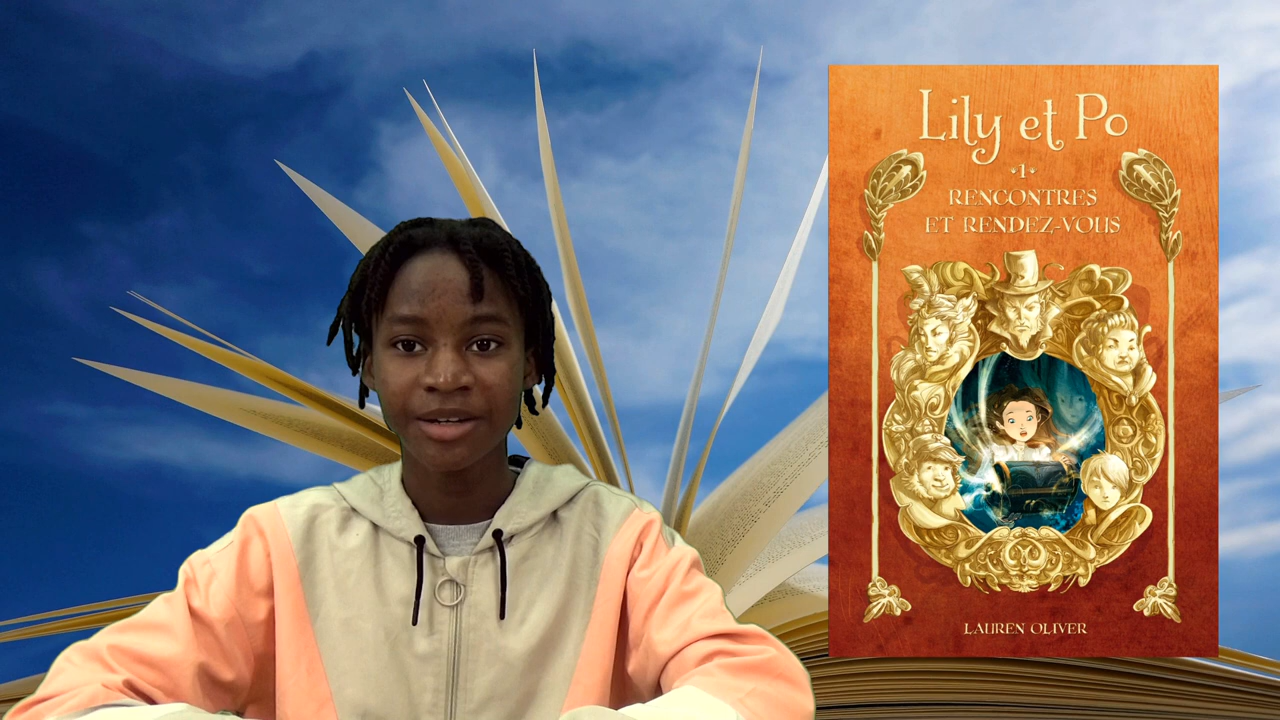 Lily et Po
1
RENCONTRES
ET RENDEZ-VOUS
LAUREN OLIVER